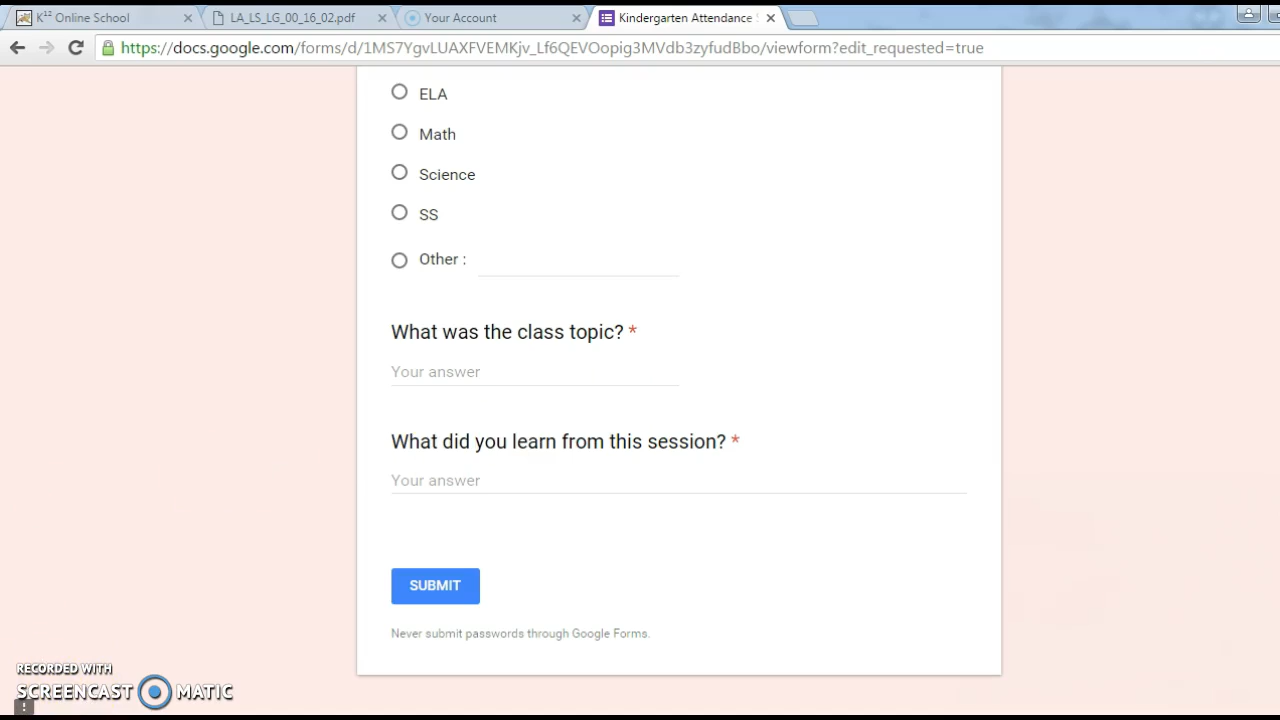 K¹² Online School
LA_LS_LG_00_16_02.pdf
Your Account
Kindergarten Attendance
https://docs.google.com/forms/d/1MS7YgvLUAXFVEMKjv_Lf6QEVOopig3MVdb3zyfudBbo/viewform?edit_requested=true
ELA
Math
Science
SS
Other :
What was the class topic? *
Your answer
What did you learn from this session? *
Your answer
SUBMIT
Never submit passwords through Google Forms.
RECORDED WITH
SCREENCAST MATIC